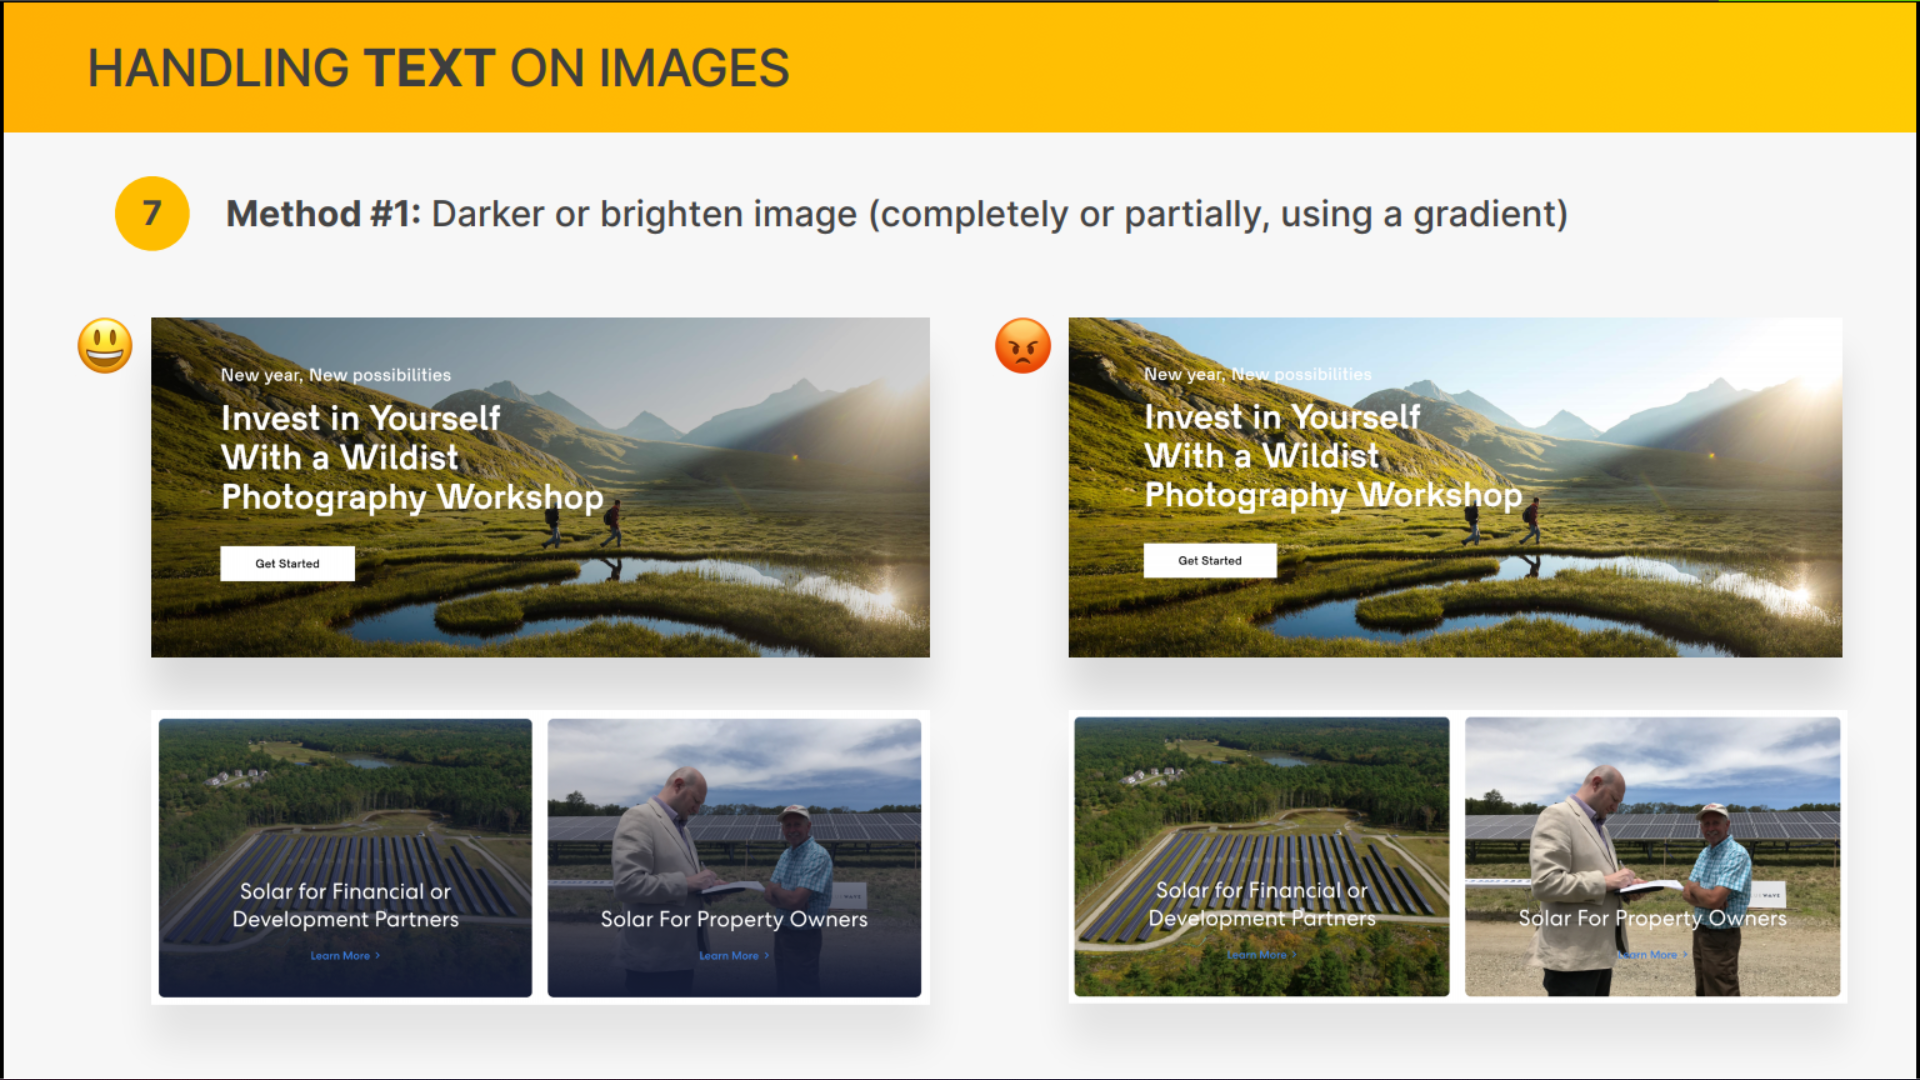 HANDLING TEXT ON IMAGES
7
Method #1: Darker or brighten image (completely or partially, using a gradient)
New year, New possibilities
Invest in Yourself
With a Wildist
Photography Workshop
Get Started
New year, New possibilities
Invest in Yourself
With a Wildist
Photography Workshop
Get Started
Solar for Financial or
Development Partners
Learn More >
Solar For Property Owners
Learn More >
Solar for Financial or
Development Partners
Learn More >
Solar For Property Owners
Learn More >